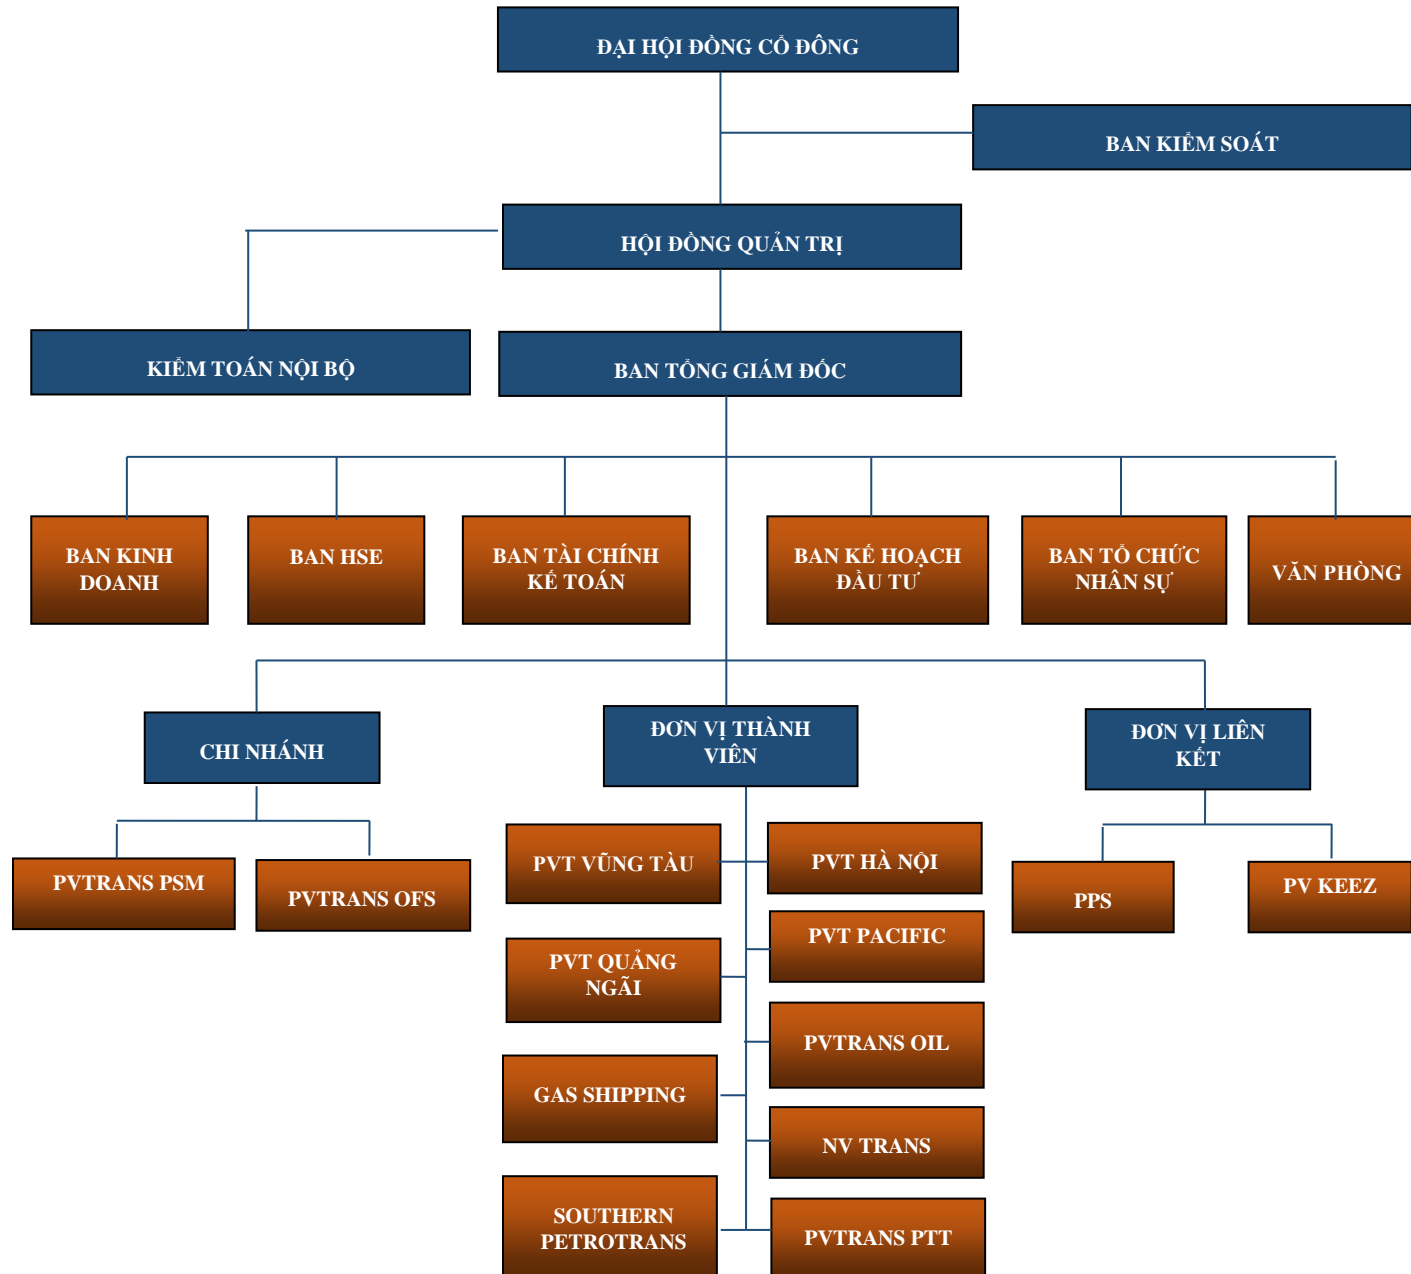 ĐẠI HỘI ĐỒNG CỔ ĐÔNG
BAN KIỂM SOÁT
HỘI ĐỒNG QUẢN TRỊ
KIỂM TOÁN NỘI BỘ
BAN TỔNG GIÁM ĐỐC
BAN KINH
DOANH
BAN HSE
BAN TÀI CHÍNH
KẾ TOÁN
BAN KẾ HOẠCH
ĐẦU TƯ
BAN TỔ CHỨC
NHÂN SỰ
VĂN PHÒNG
CHI NHÁNH
ĐƠN VỊ THÀNH
VIÊN
ĐƠN VỊ LIÊN
KẾT
PVTRANS PSM
PVTRANS OFS
PVT VŨNG TÀU
PVT HÀ NỘI
PPS
PV KEEZ
PVT QUẢNG
NGÃI
PVT PACIFIC
PVTRANS OIL
GAS SHIPPING
NV TRANS
SOUTHERN
PETROTRANS
PVTRANS PTT